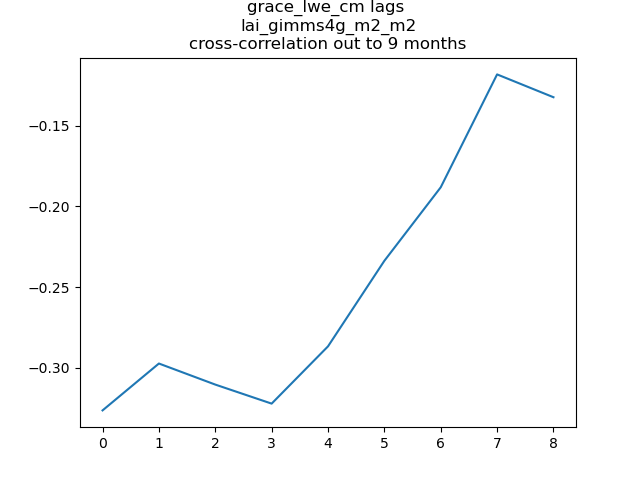 grace_lwe_cm lags
lai_gimms4g_m2_m2
cross-correlation out to 9 months
−0.15
−0.20
−0.25
−0.30
0 1 2 3 4 5 6 7 8